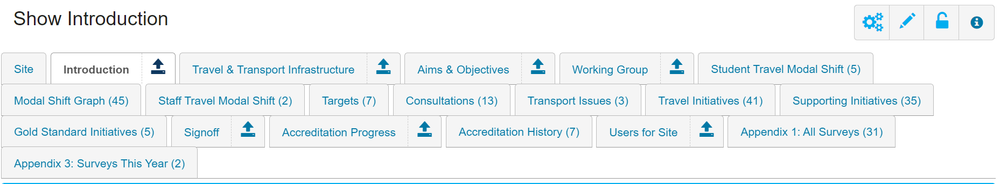 Show Introduction
Site Introduction Travel & Transport Infrastructure Aims & Objectives Working Group Student Travel Modal Shift (5)
Modal Shift Graph (45) Staff Travel Modal Shift (2) Targets (7) Consultations (13) Transport Issues (3) Travel Initiatives (41) Supporting Initiatives (35)
Gold Standard Initiatives (5) Signoff Accreditation Progress Accreditation History (7) Users for Site Appendix 1: All Surveys (31)
Appendix 3: Surveys This Year (2)